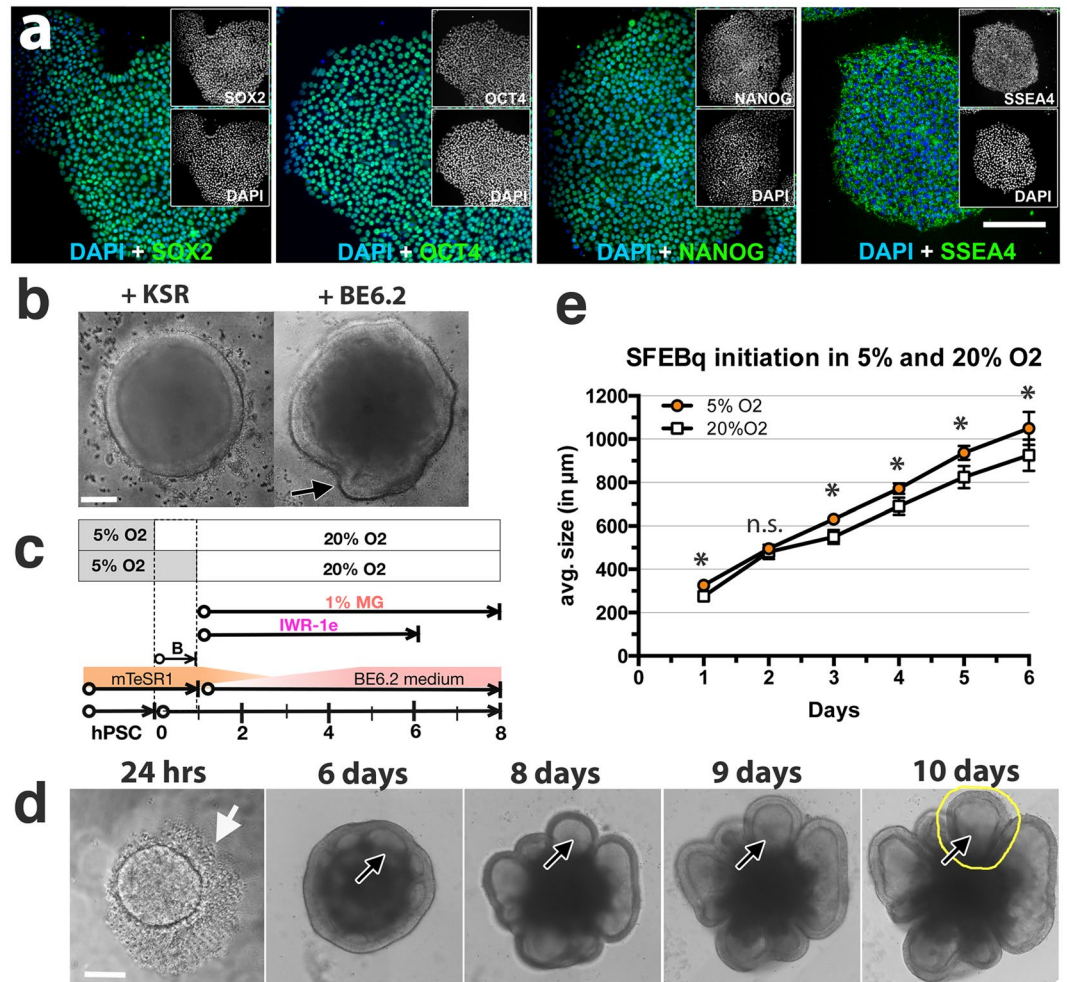 a
SOX2
DAPI
DAPI + SOX2
OCT4
DAPI
DAPI + OCT4
NANOG
DAPI
DAPI + NANOG
SSEA4
DAPI
DAPI + SSEA4
b
+ KSR
+ BE6.2
c
5% O2
20% O2
5% O2
20% O2
1% MG
IWR-1e
B
mTeSR1
BE6.2 medium
hPSC 0 2 4 6 8
e
SFEBq initiation in 5% and 20% O2
5% O2
20%O2
avg. size (in µm)
1200
1000
800
600
400
200
0
* n.s. * * * *
0 1 2 3 4 5 6
Days
d
24 hrs
6 days
8 days
9 days
10 days